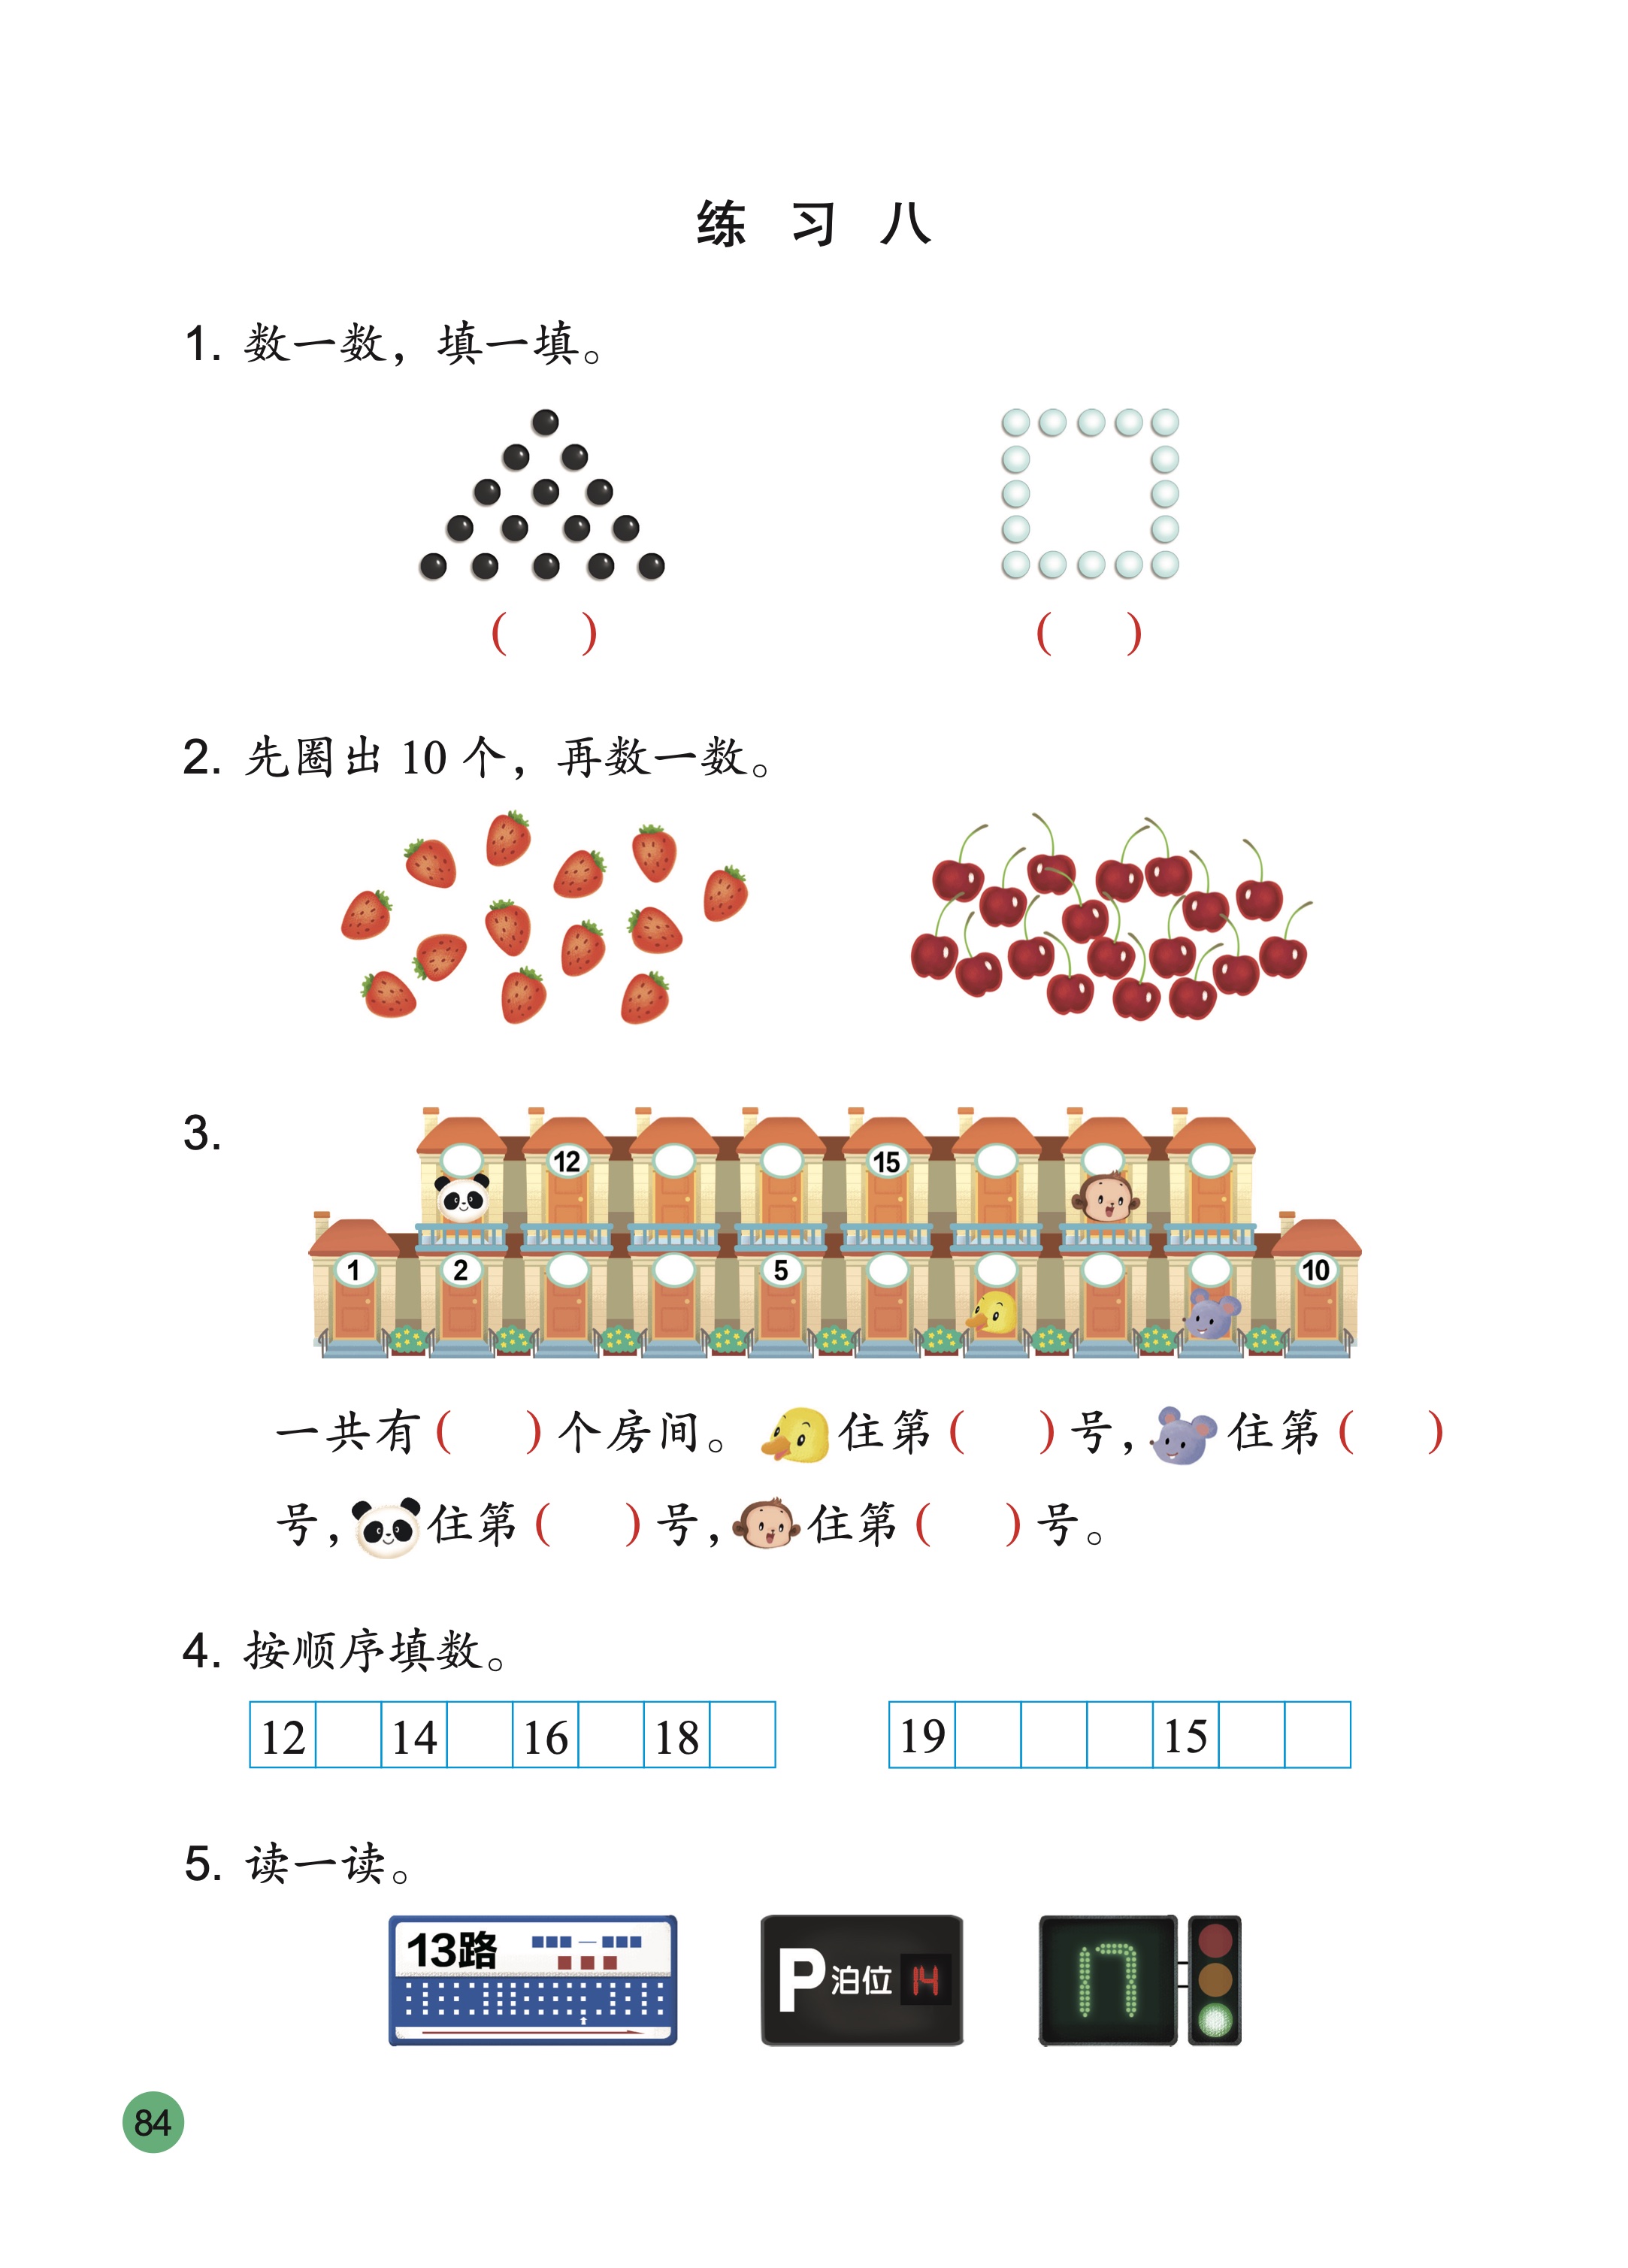 练 习 八
1. 数一数，填一填。
( ) ( )
2. 先圈出 10 个，再数一数。
3.
12 15
1 2 5 10
一共有( )个房间。 住第( )号， 住第( )
号， 住第( )号， 住第( )号。
4. 按顺序填数。
12 14 16 18 19 15
5. 读一读。
13路 P 泊位 14 17
84